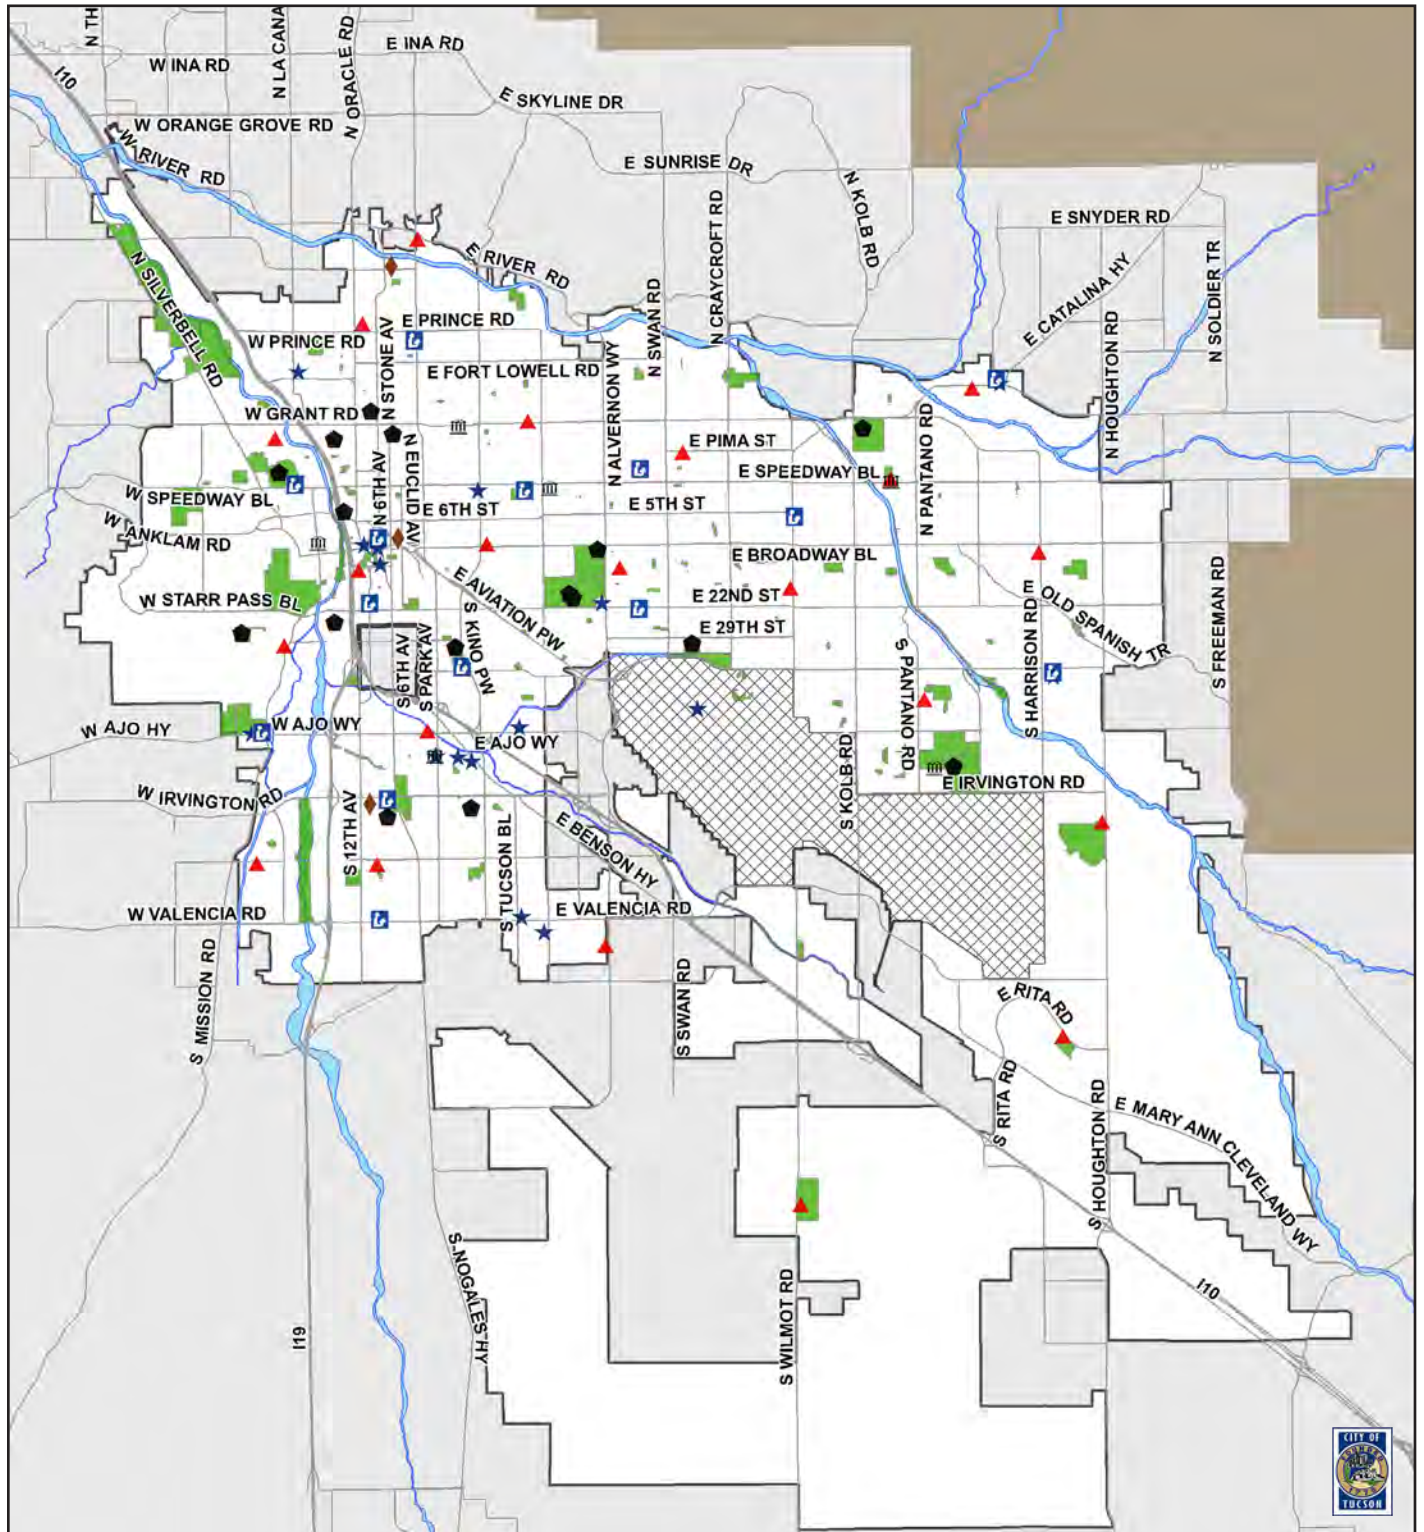 N TH
N LA CANA
N ORACLE RD
E INA RD
W INA RD
I10
E SKYLINE DR
W ORANGE GROVE RD
W RIVER RD
E SUNRISE DR
N CRAYCROFT RD
N KOLB RD
E SNYDER RD
N SOLDIER TR
E CATALINA HY
N SILVERBELL RD
E RIVER RD
N SWAN RD
E PRINCE RD
W PRINCE RD
N STONE AV
N HOUGHTON RD
E FORT LOWELL RD
N ALVERNON WY
W GRANT RD
N PANTANO RD
E PIMA ST
N EUCLID AV
N 6TH AV
E SPEEDWAY BL
W SPEEDWAY BL
E 6TH ST
E 5TH ST
W ANKLAM RD
E BROADWAY BL
E AVIATION PW
W STARR PASS BL
E 22ND ST
E OLD SPANISH TR
N FREEMAN RD
S FREEMAN RD
S HARRISON RD
E 29TH ST
S KINO PW
S PARK AV
S 6TH AV
S PANTANO RD
W AJO HY
W AJO WY
E AJO WY
S KOLB RD
E IRVINGTON RD
W IRVINGTON RD
S 12TH AV
E BENSON HY
S TUCSON BL
W VALENCIA RD
E VALENCIA RD
S MISSION RD
S SWAN RD
E RITA RD
S RITA RD
S HOUGHTON RD
E MARY ANN CLEVELAND WY
S NOGALES HY
I19
S WILMOT RD
I10
CITY OF
TUCSON